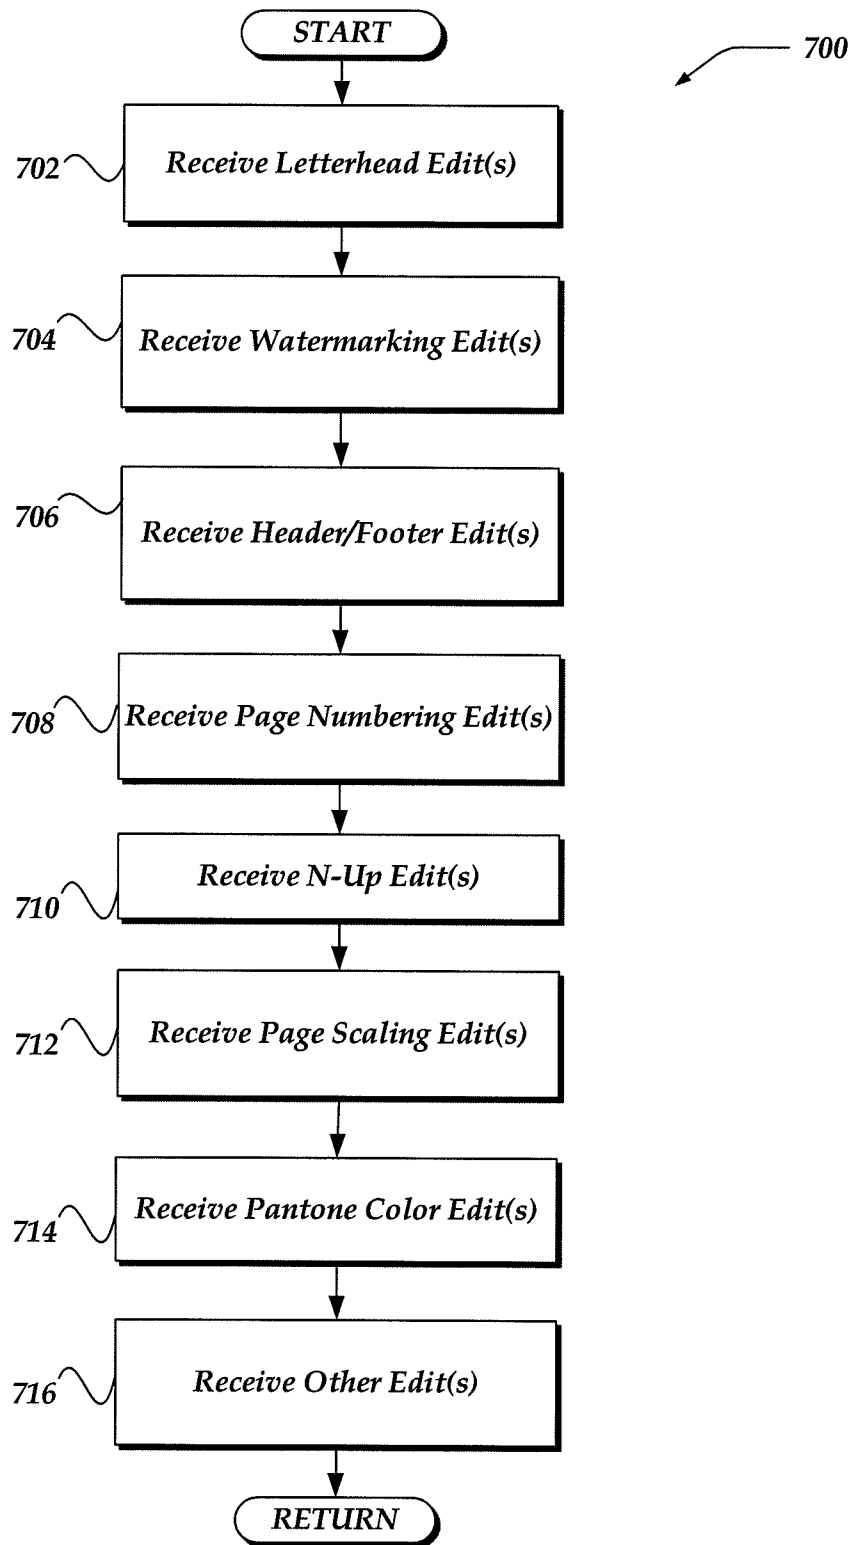 START
700
702
Receive Letterhead Edit(s)
704
Receive Watermarking Edit(s)
706
Receive Header/Footer Edit(s)
708
Receive Page Numbering Edit(s)
710
Receive N-Up Edit(s)
712
Receive Page Scaling Edit(s)
714
Receive Pantone Color Edit(s)
716
Receive Other Edit(s)
RETURN